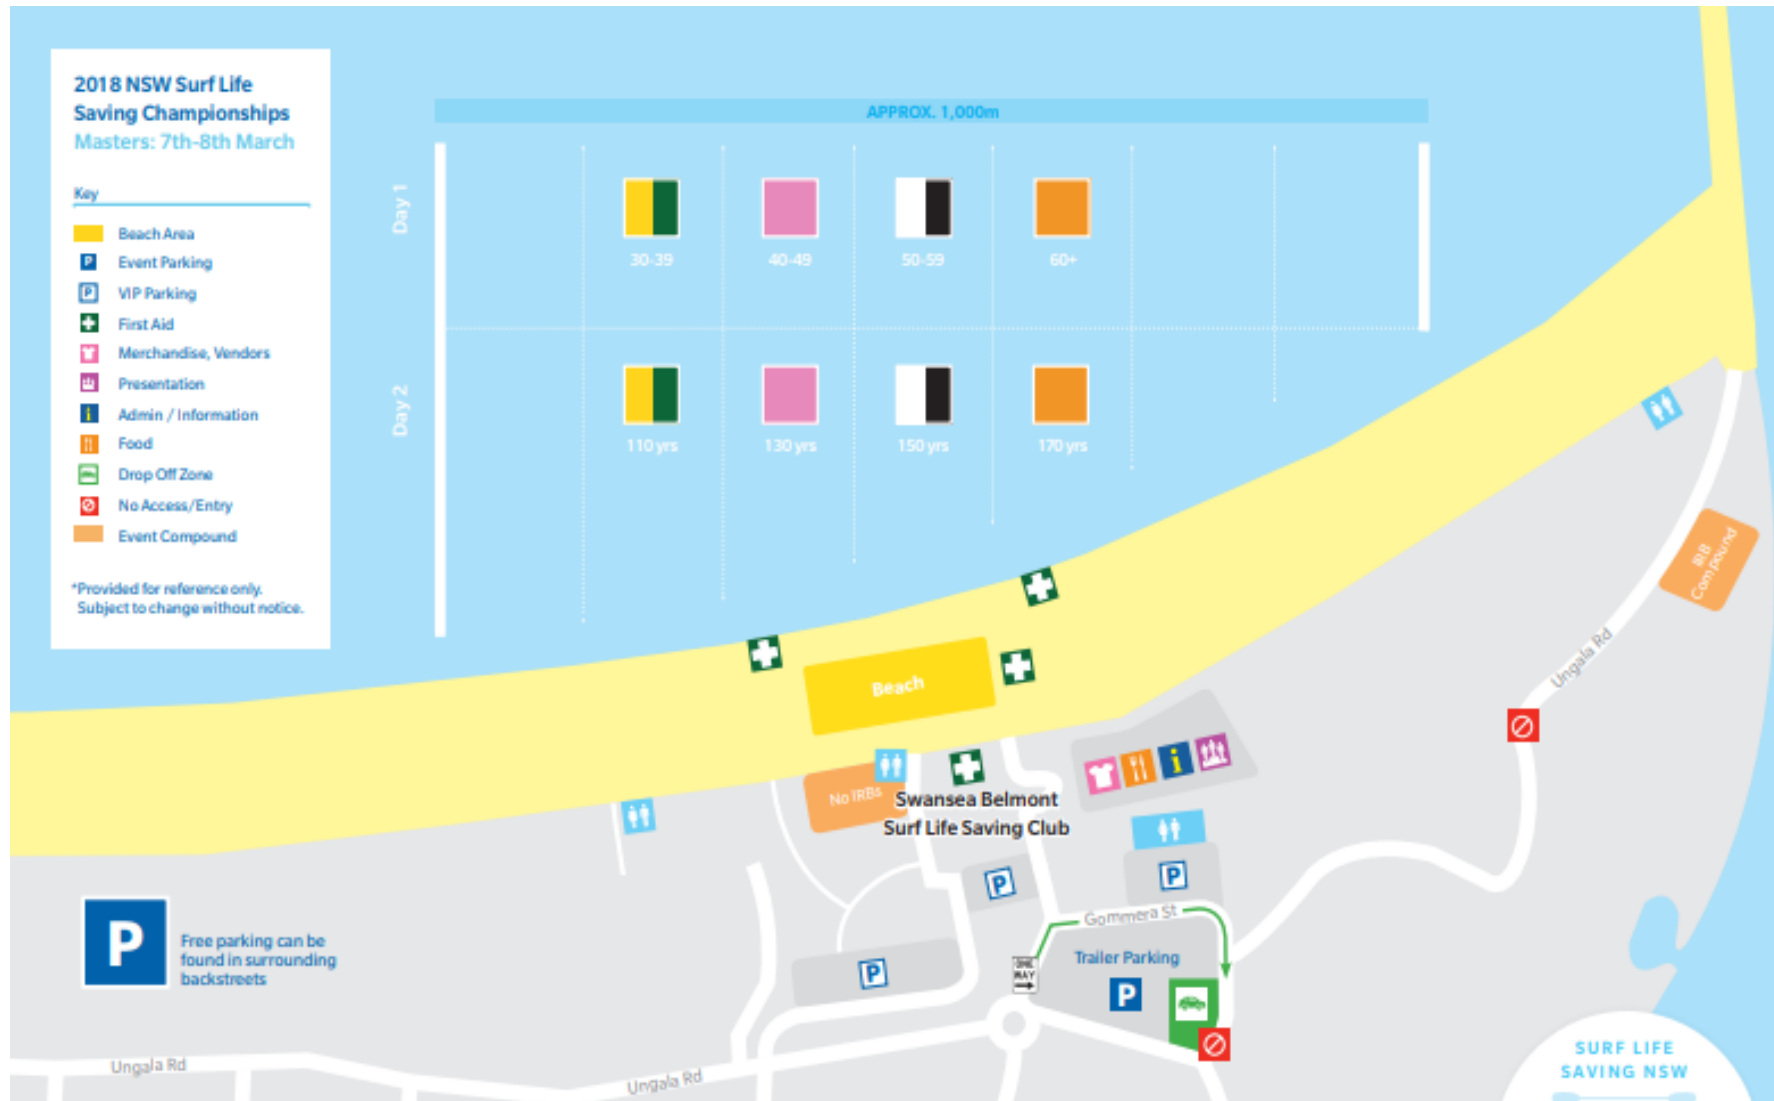 2018 NSW Surf Life
Saving Championships
Masters: 7th-8th March
Key
Beach Area
P Event Parking
P VIP Parking
First Aid
Merchandise, Vendors
Presentation
i Admin / Information
Food
Drop Off Zone
No Access/Entry
Event Compound
*Provided for reference only.
Subject to change without notice.
APPROX. 1,000m
Day 1
30-39
40-49
50-59
60+
Day 2
110 yrs
130 yrs
150 yrs
170 yrs
Beach
No IRBs
Swansea Belmont
Surf Life Saving Club
i
IRB
Compound
Ungala Rd
P
P
Gommera St
Trailer Parking
P
ONE
WAY
P
P
Free parking can be
found in surrounding
backstreets
Ungala Rd
Ungala Rd
SURF LIFE
SAVING NSW